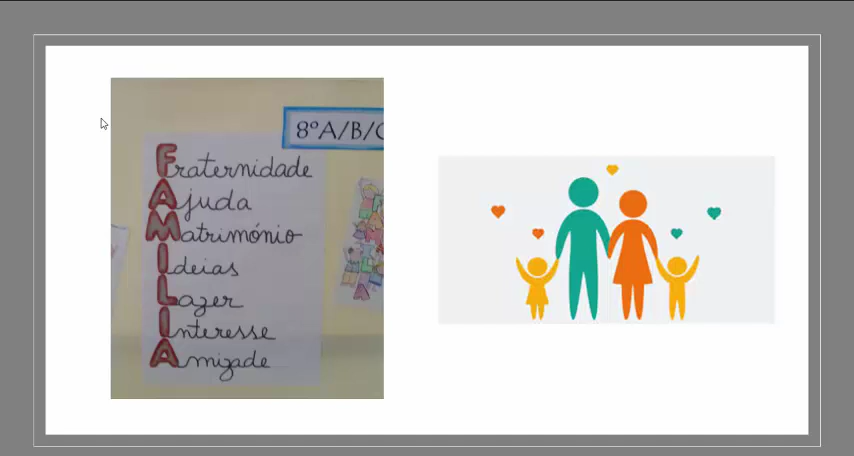 8ºA/B/C
Fraternidade
Ajuda
Matrimónio
Ideias
Lazer
Interesse
Amizade